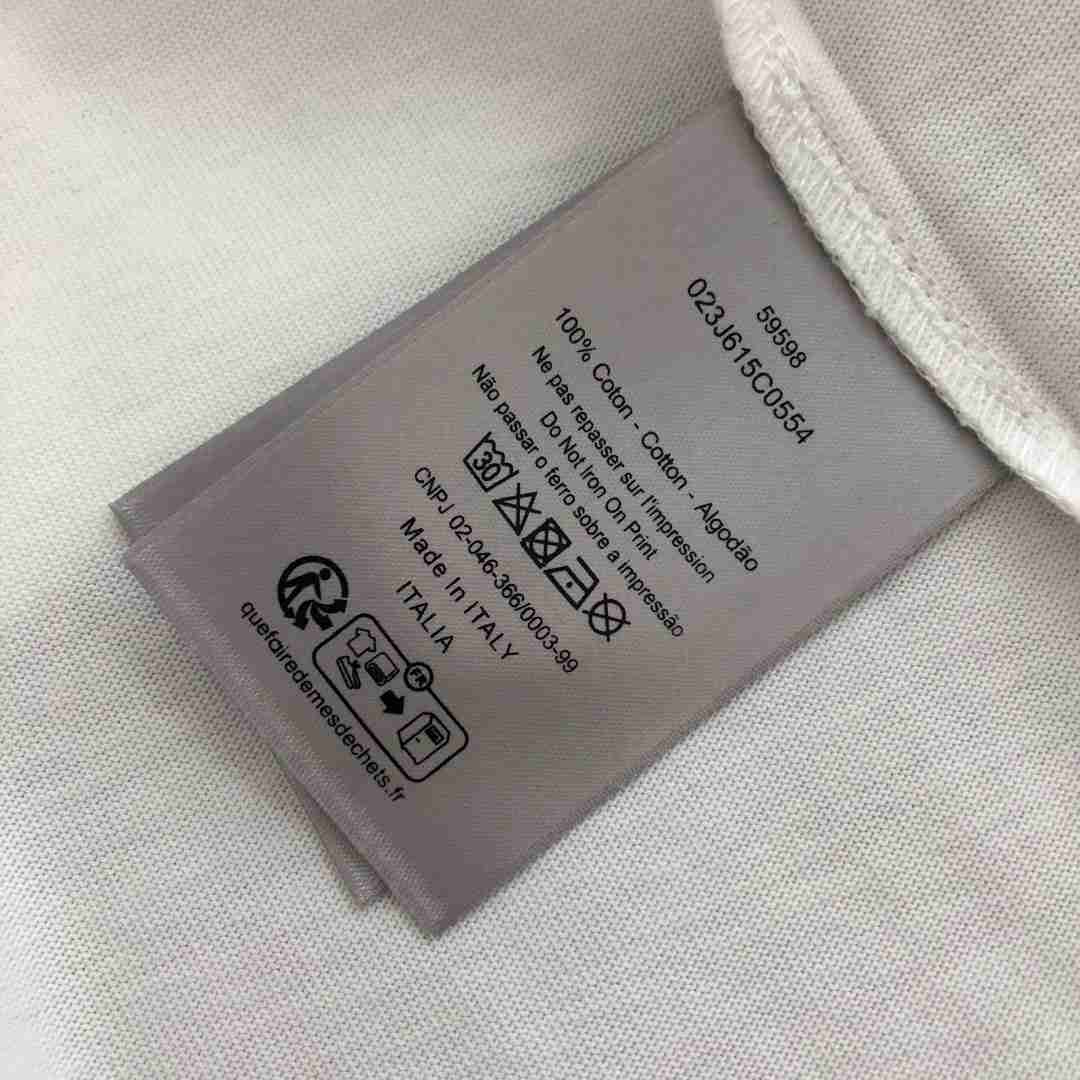 59598
023J615C0554
100% Coton - Cotton - Algodão
Ne pas repasser sur l'impression
Do Not Iron On Print
Não passar o ferro sobre a impressão
30
CNPJ 02-046-366/0003-99
Made In ITALY
ITALIA
FR
quefairedemesdechets.fr